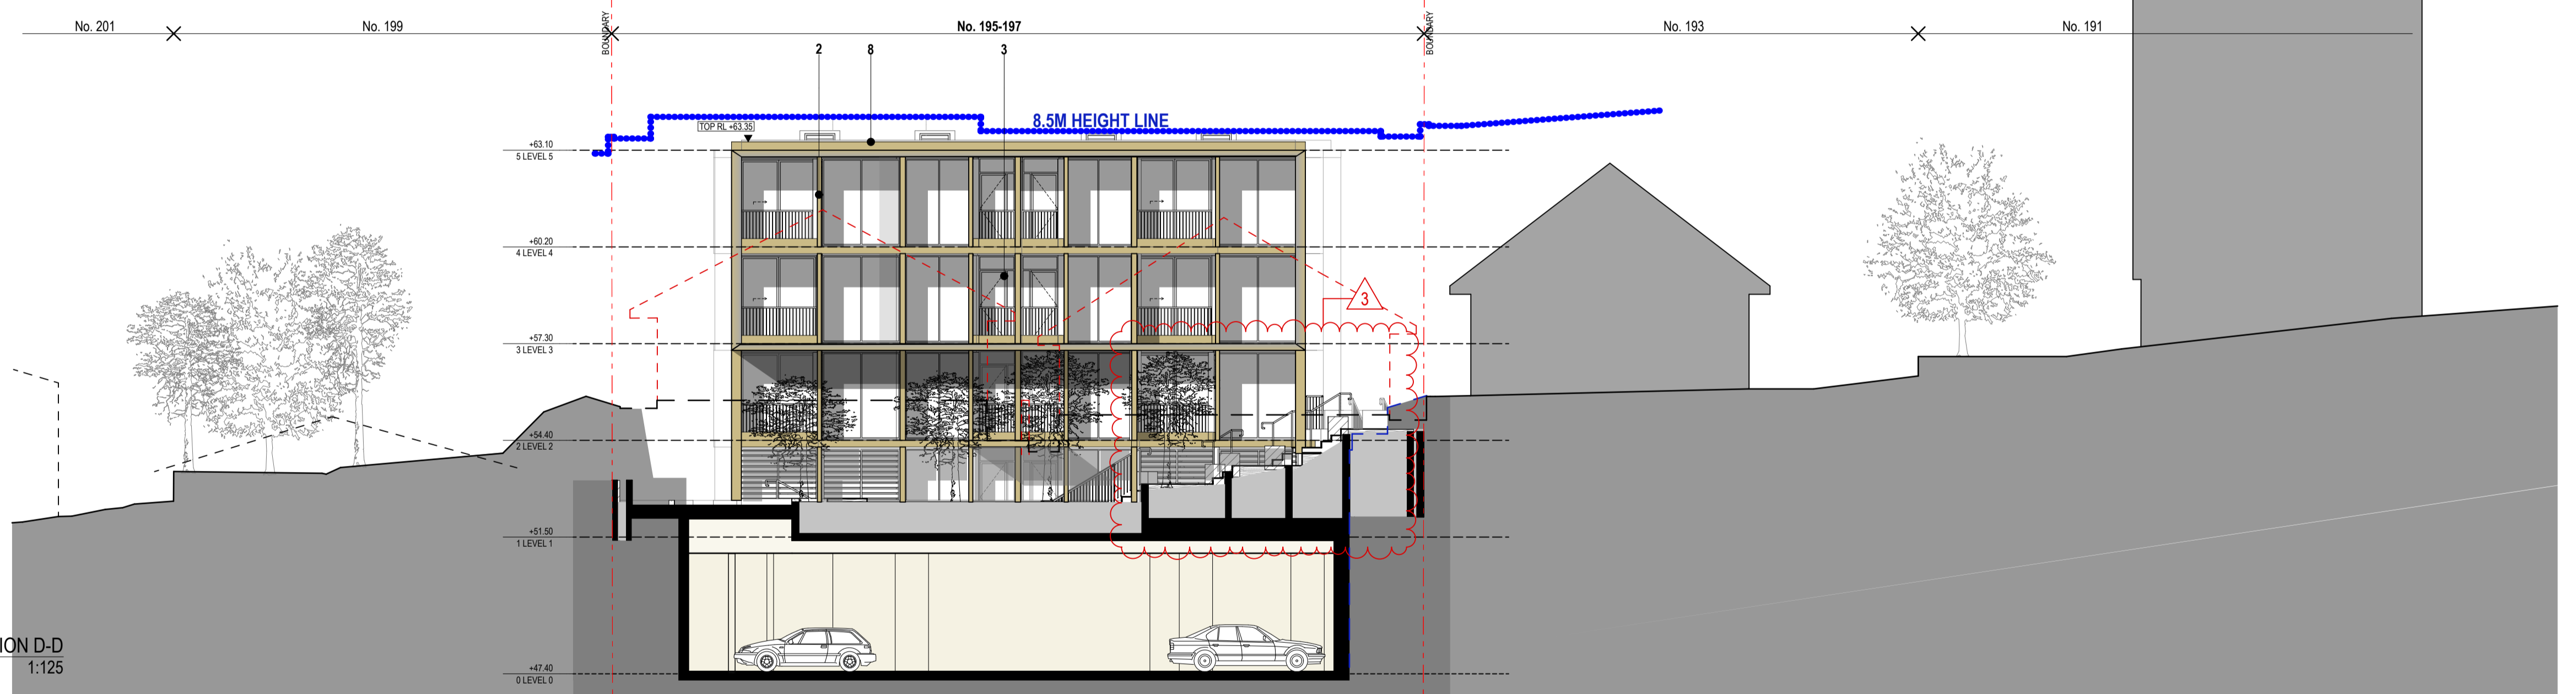 No. 201
No. 199
BOUNDARY
No. 195-197
BOUNDARY
No. 193
No. 191
2
8
3
TOP RL +63.35
8.5M HEIGHT LINE
+63.10
5 LEVEL 5
+60.20
4 LEVEL 4
3
+57.30
3 LEVEL 3
+54.40
2 LEVEL 2
+51.50
1 LEVEL 1
ION D-D
1:125
+47.40
0 LEVEL 0